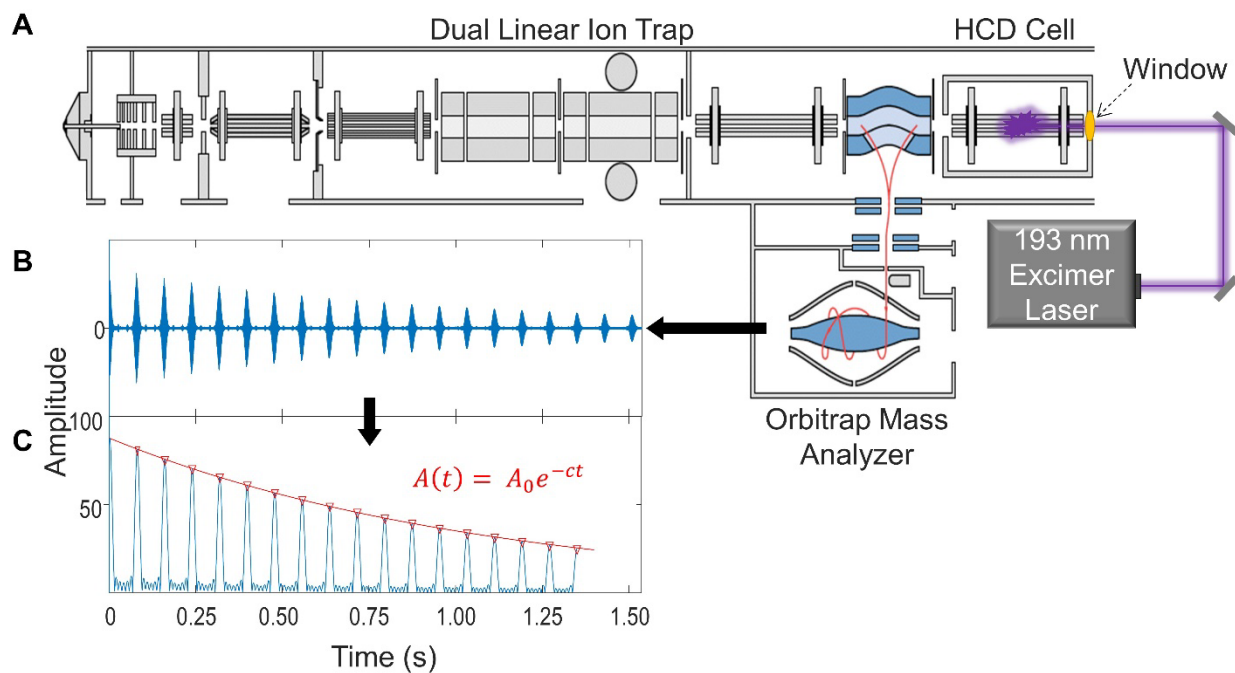 A
Dual Linear Ion Trap
HCD Cell
Window
193 nm
Excimer
Laser
B
0
Orbitrap Mass
Analyzer
Amplitude
C
100
50
A(t) = A₀e^{-ct}
0
0.25
0.50
0.75
1.00
1.25
1.50
Time (s)